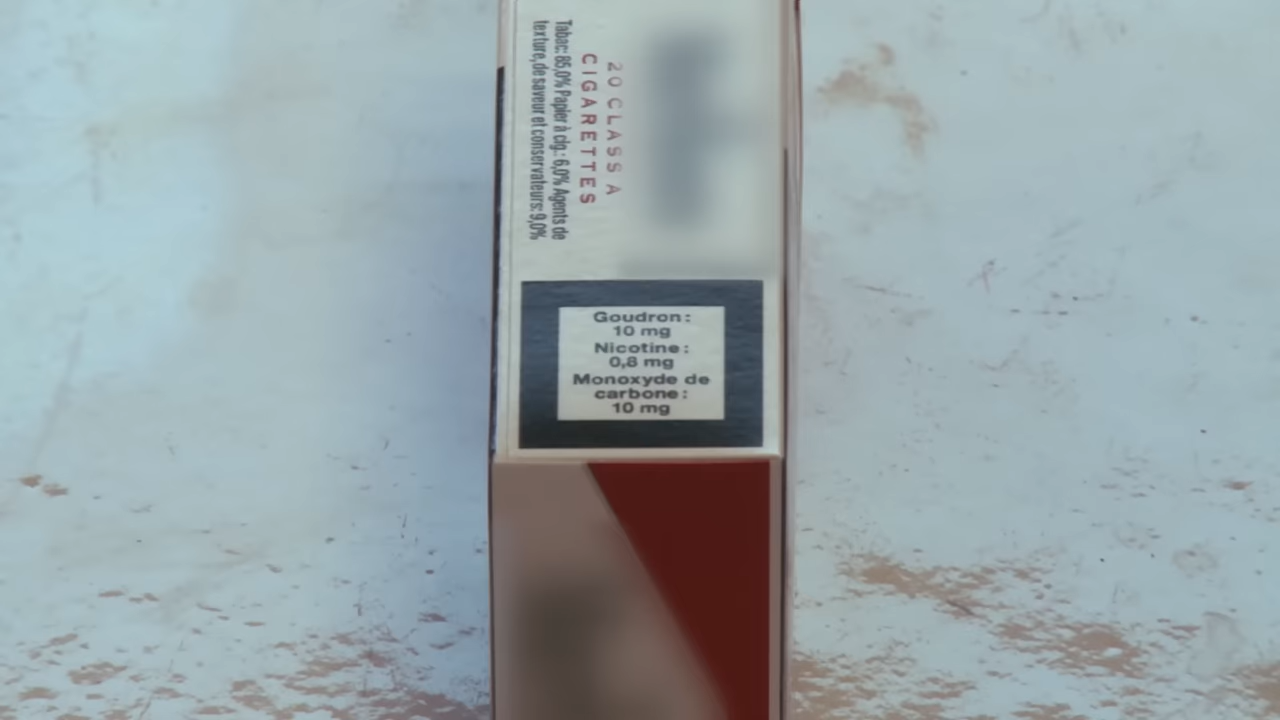 20 CLASS A
CIGARETTES
Tabac: 85,0% Papier à cig.: 6,0% Agents de
texture, de saveur et conservateurs: 9,0%
Goudron:
10 mg
Nicotine:
0,8 mg
Monoxyde de
carbone:
10 mg